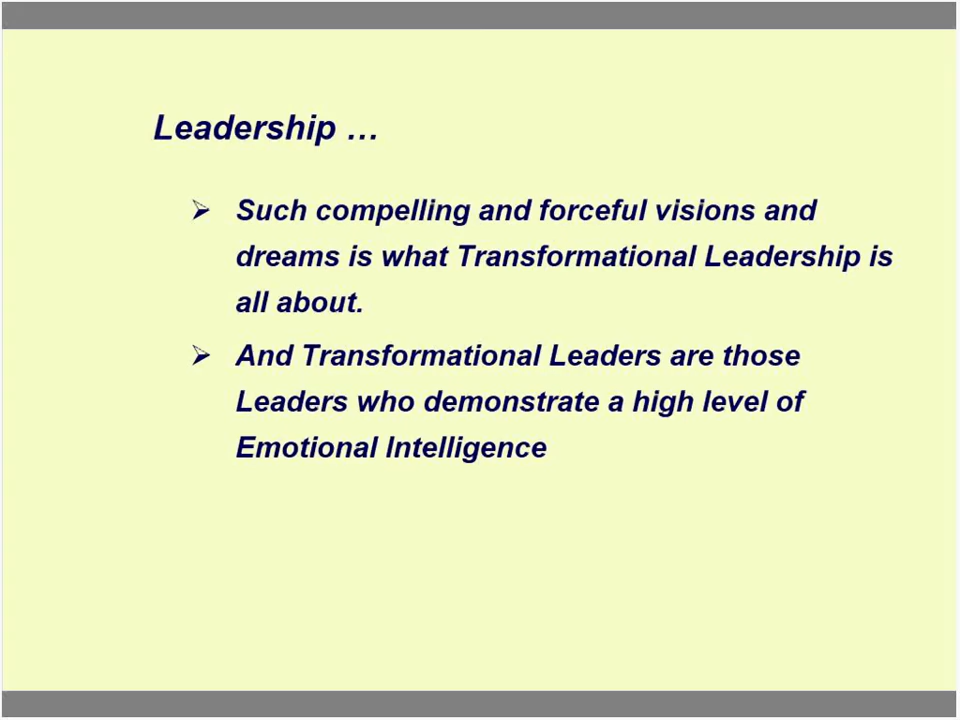 Leadership …
➢ Such compelling and forceful visions and
dreams is what Transformational Leadership is
all about.
➢ And Transformational Leaders are those
Leaders who demonstrate a high level of
Emotional Intelligence